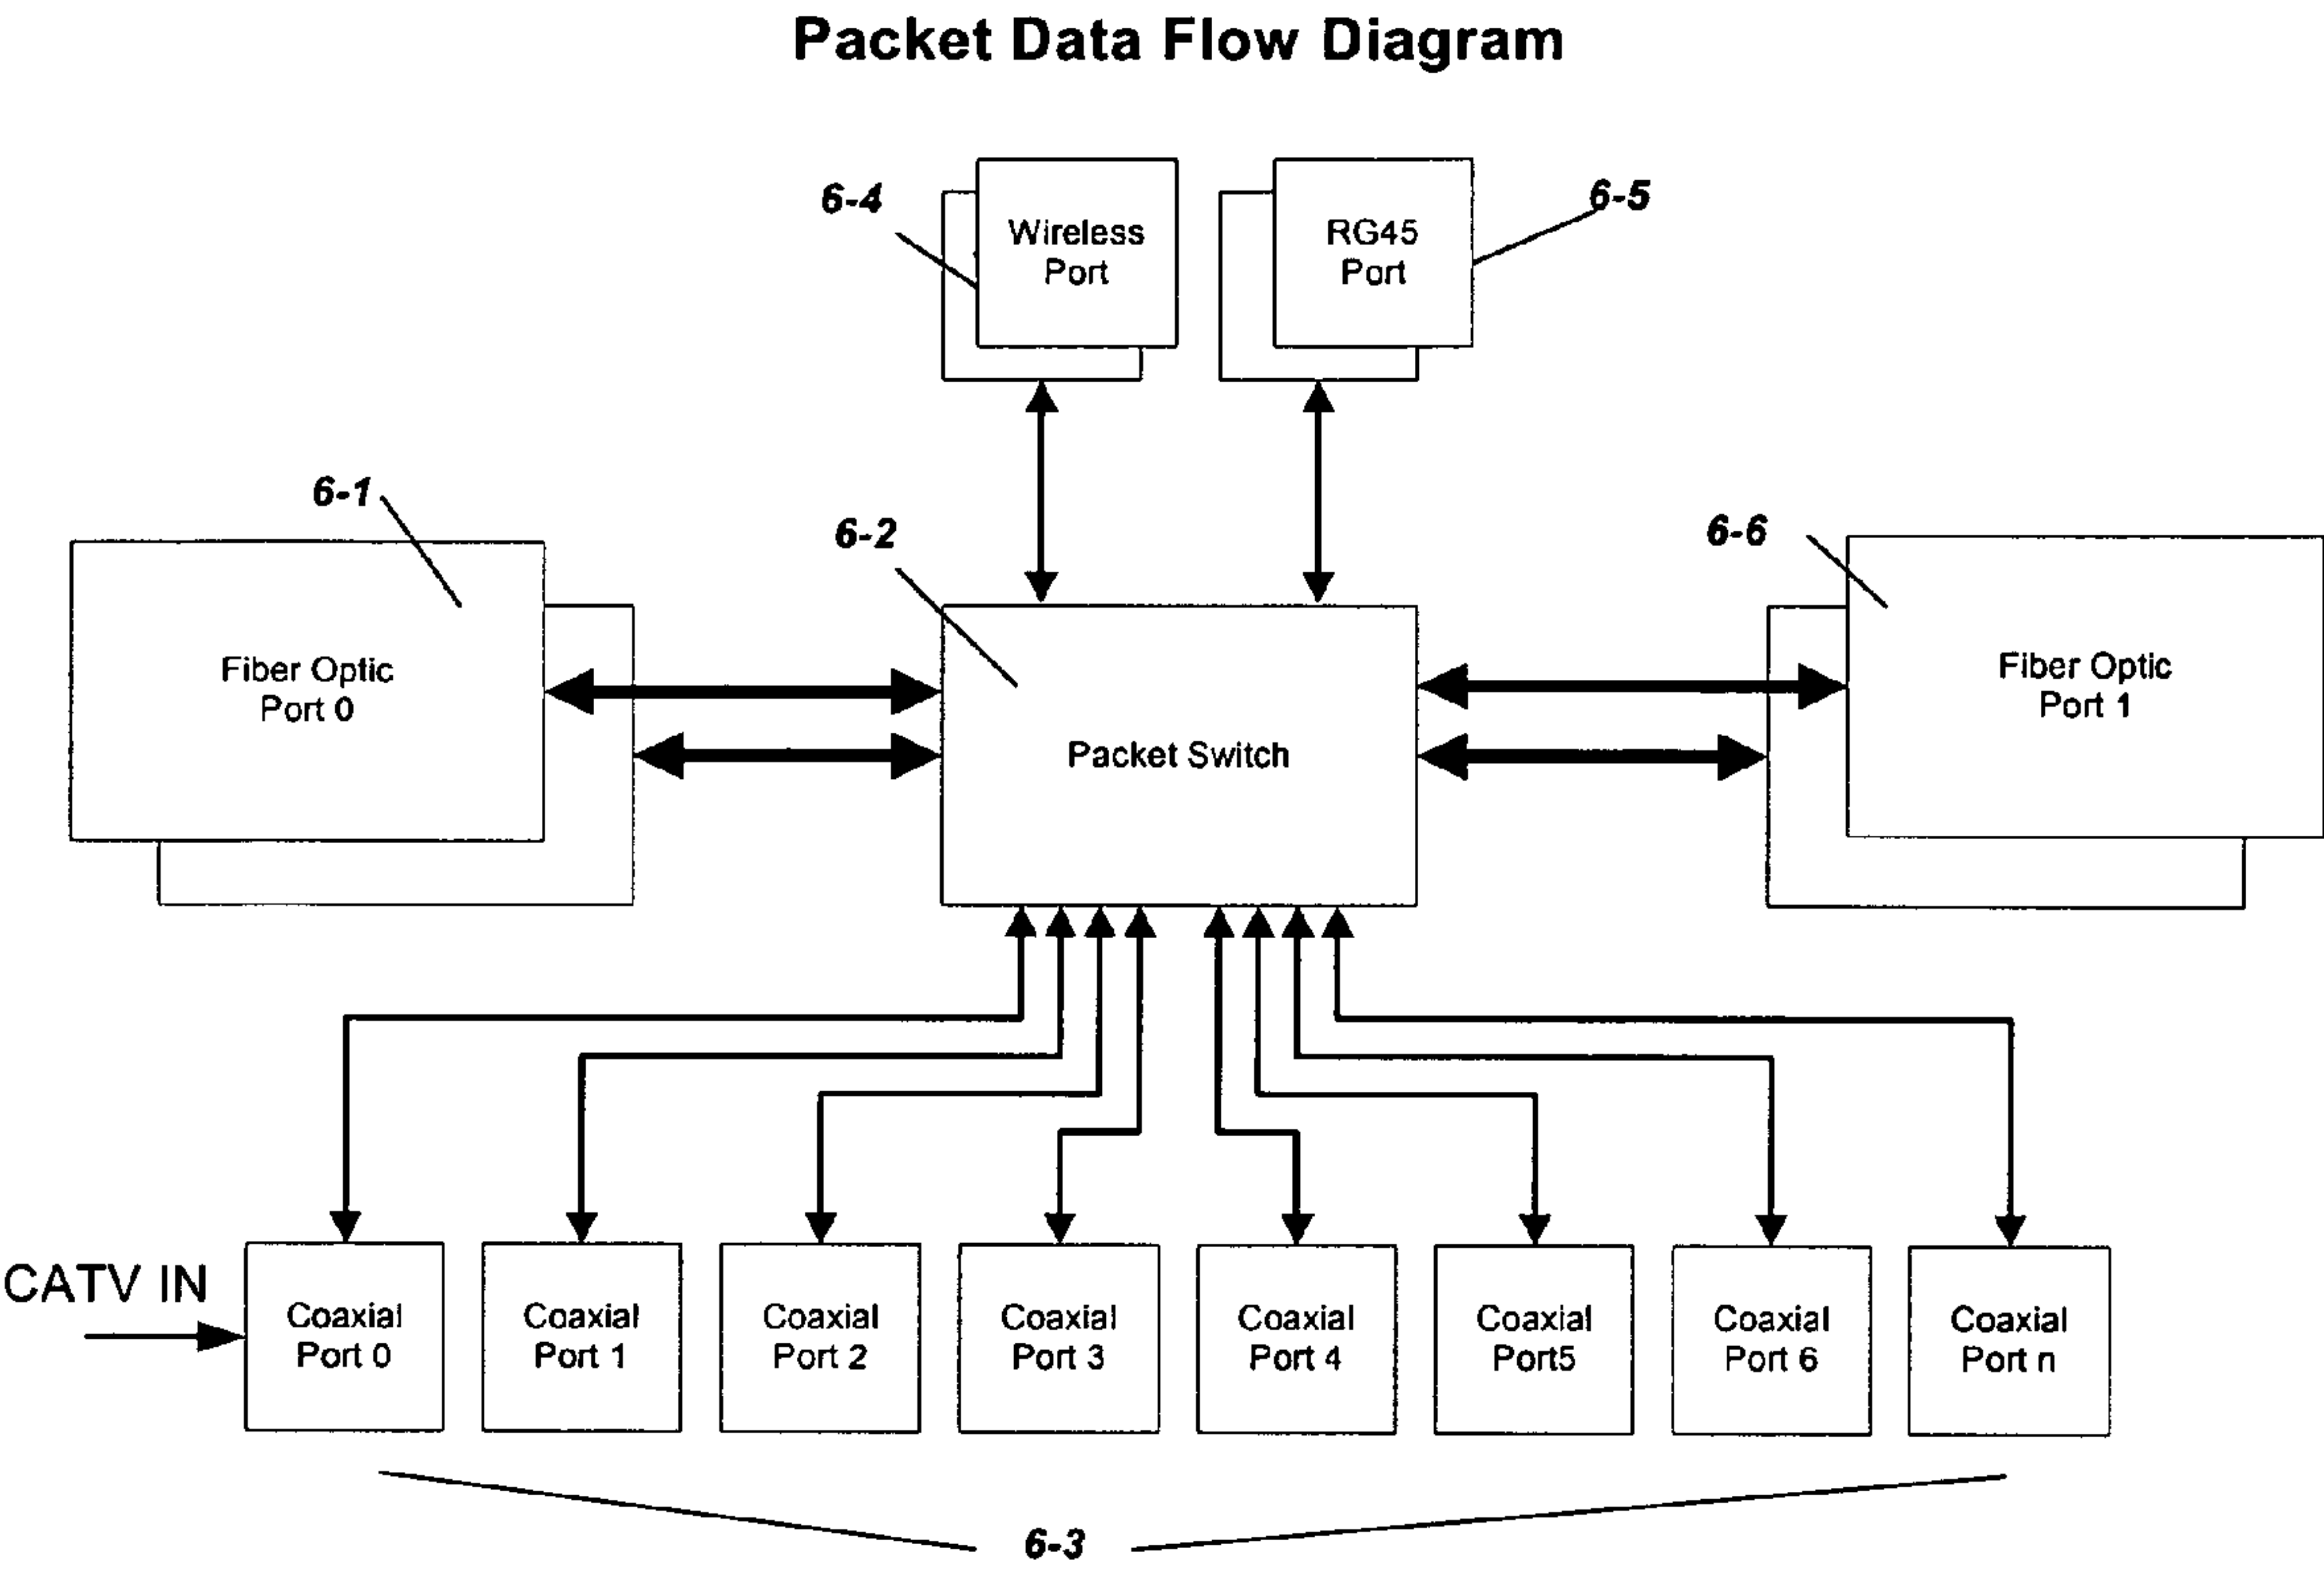 Packet Data Flow Diagram
6-4
Wireless
Port
RG45
Port
6-5
6-1
6-2
6-6
Fiber Optic
Port 0
Packet Switch
Fiber Optic
Port 1
CATV IN
Coaxial
Port 0
Coaxial
Port 1
Coaxial
Port 2
Coaxial
Port 3
Coaxial
Port 4
Coaxial
Port5
Coaxial
Port 6
Coaxial
Port n
6-3